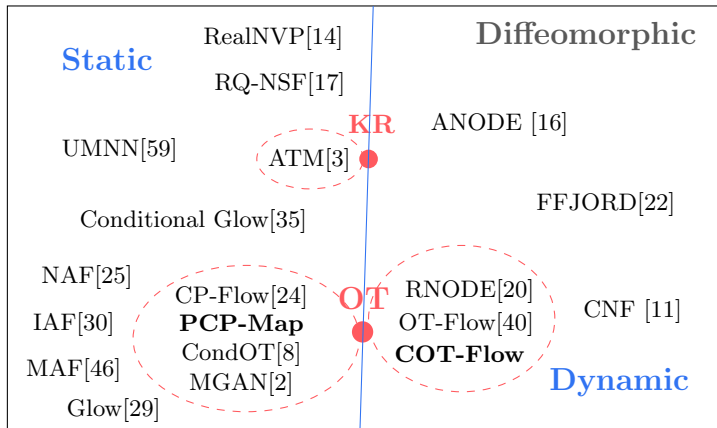 RealNVP[14]
Diffeomorphic
Static
RQ-NSF[17]
KR
ANODE [16]
UMNN[59]
ATM[3]
FFJORD[22]
Conditional Glow[35]
NAF[25]
CP-Flow[24]
OT
RNODE[20]
CNF [11]
IAF[30]
PCP-Map
OT-Flow[40]
CondOT[8]
COT-Flow
MAF[46]
MGAN[2]
Dynamic
Glow[29]